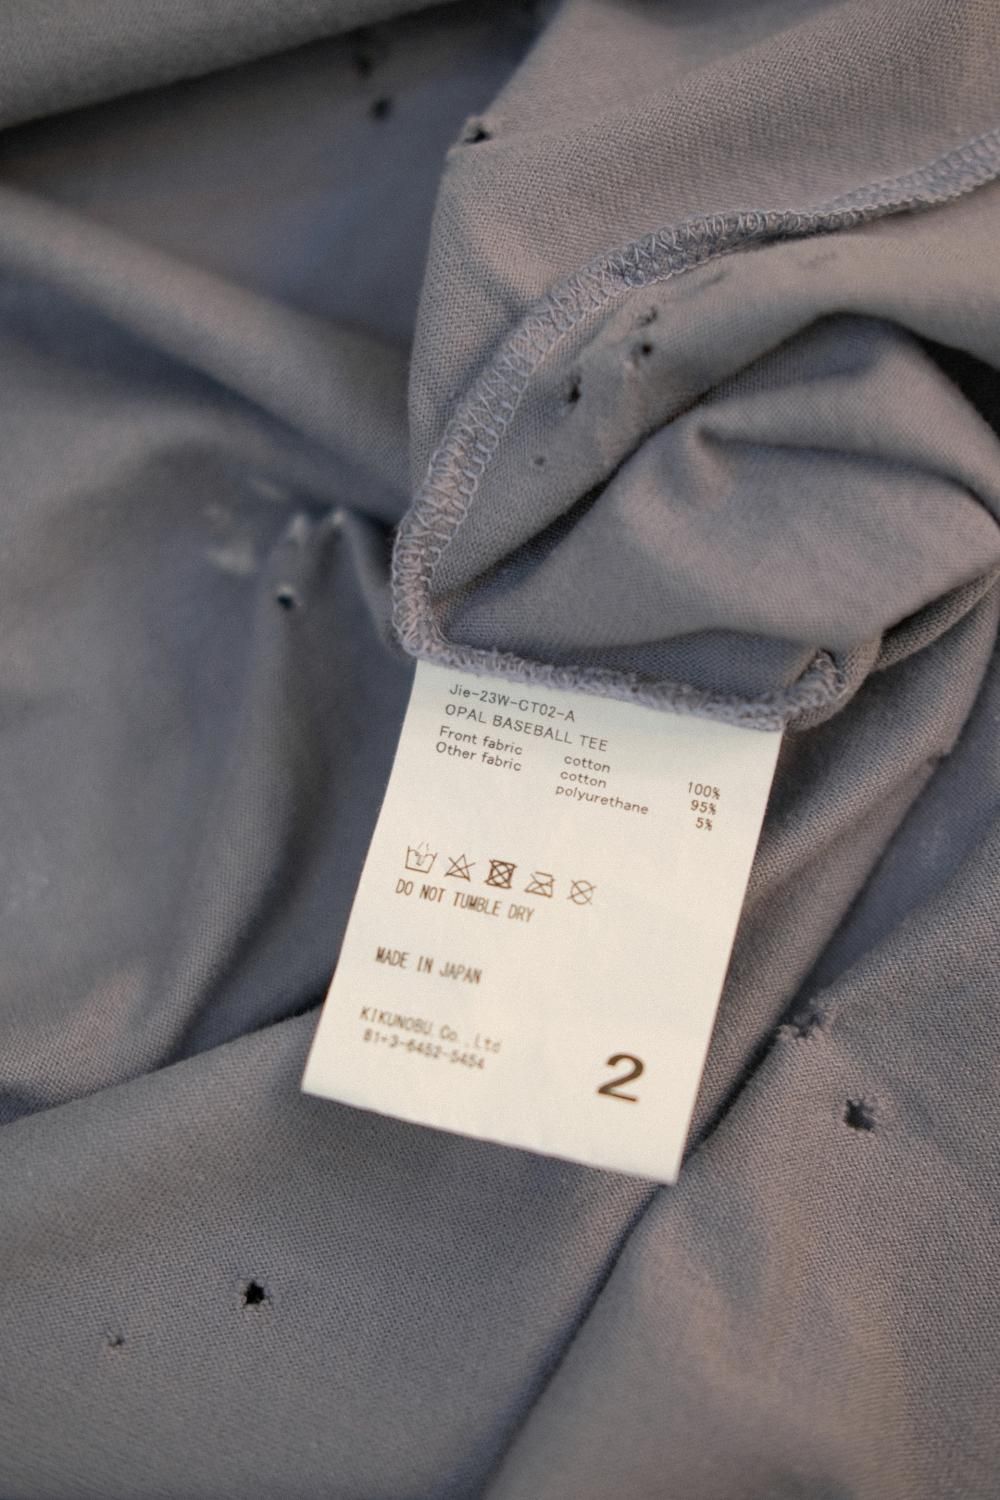 Jie-23W-CT02-A
OPAL BASEBALL TEE
Front fabric cotton 100%
Other fabric cotton 95%
polyurethane 5%
DO NOT TUMBLE DRY
MADE IN JAPAN
KIKUNOBU Co.,Ltd
81+3-6452-5454
2